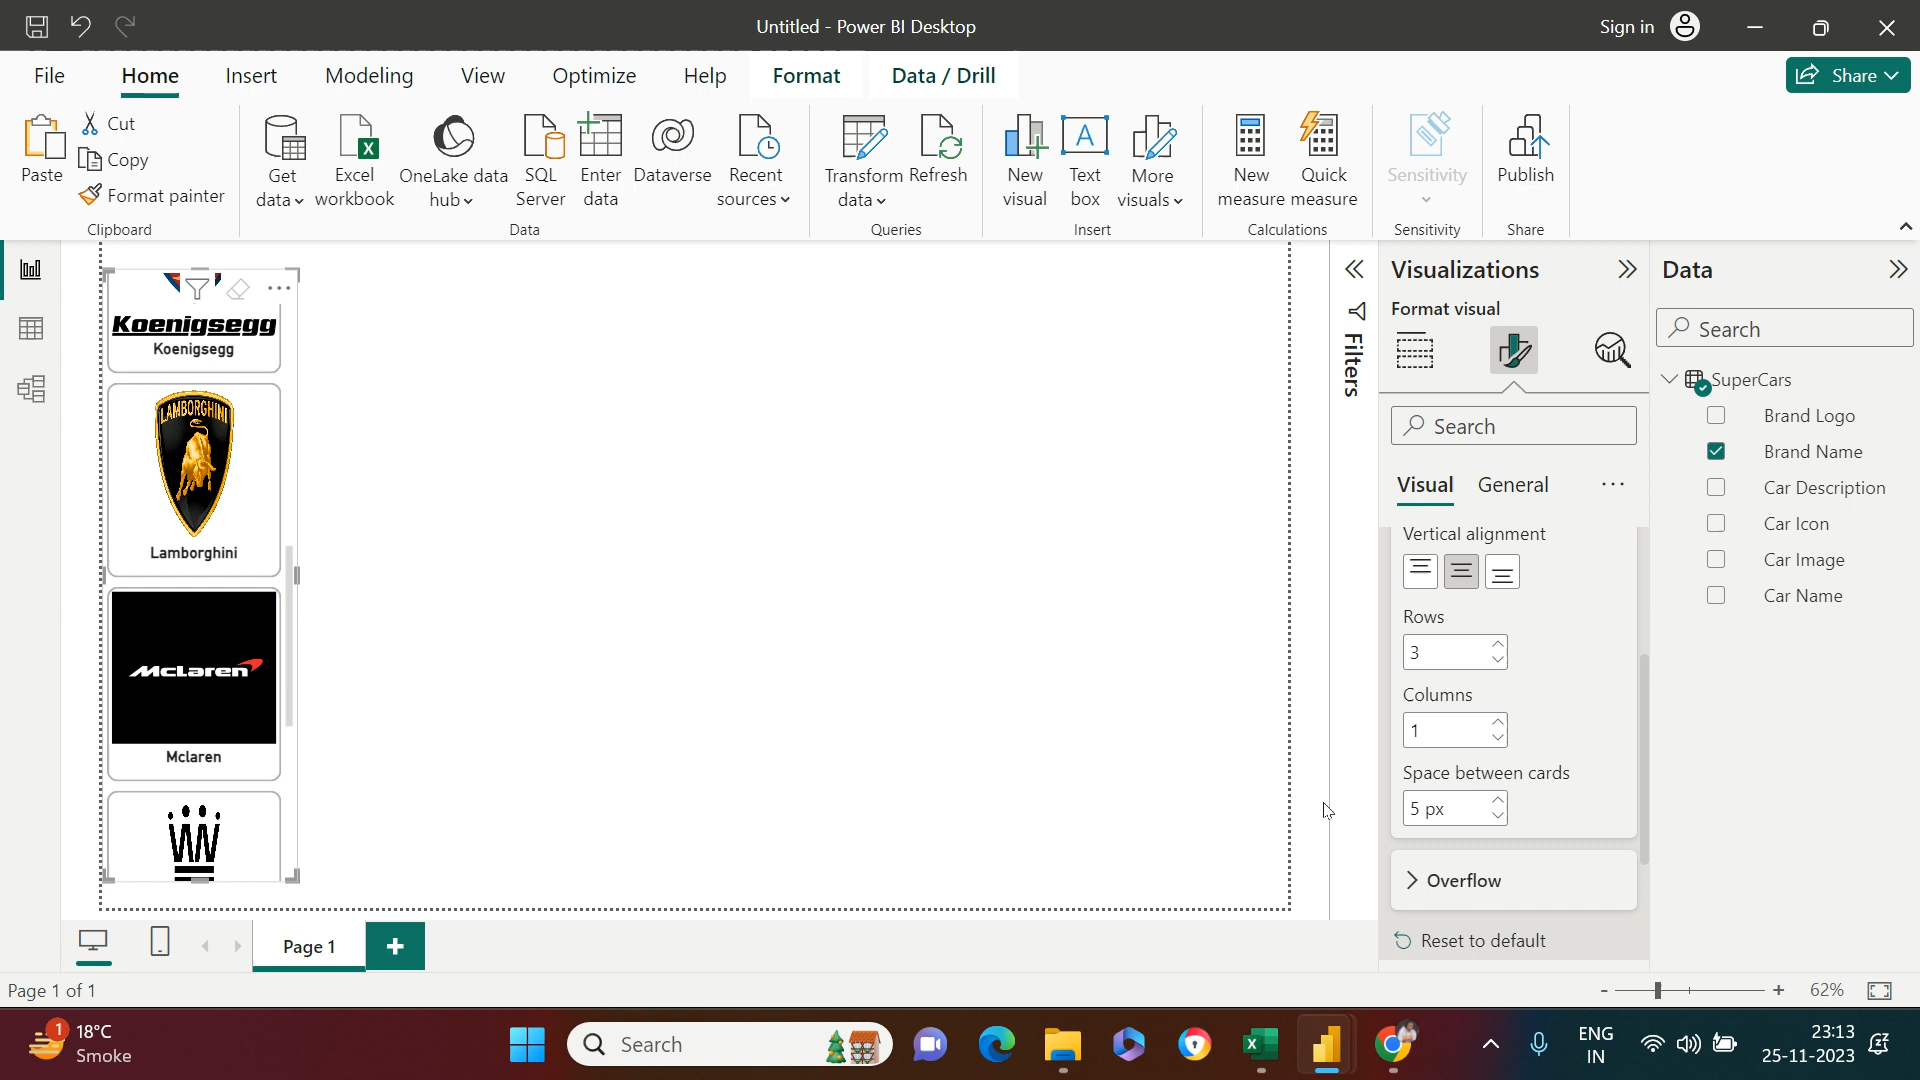 Untitled - Power BI Desktop
Sign in
File
Home
Insert
Modeling
View
Optimize
Help
Format
Data / Drill
Share
Paste
Cut
Copy
Format painter
Clipboard
Get
data
Excel
workbook
OneLake data
hub
SQL
Server
Enter
data
Dataverse
Recent
sources
Data
Transform
data
Refresh
Queries
New
visual
A
Text
box
More
visuals
Insert
New
measure
Quick
measure
Calculations
Sensitivity
Sensitivity
Publish
Share
Koenigsegg
Koenigsegg
LAMBORGHINI
Lamborghini
McLaren
Mclaren
Filters
Visualizations
Format visual
Search
Visual
General
Vertical alignment
Rows
3
Columns
1
Space between cards
5 px
Overflow
Reset to default
Data
Search
SuperCars
Brand Logo
Brand Name
Car Description
Car Icon
Car Image
Car Name
Page 1
Page 1 of 1
62%
1
18°C
Smoke
Search
ENG
IN
23:13
25-11-2023